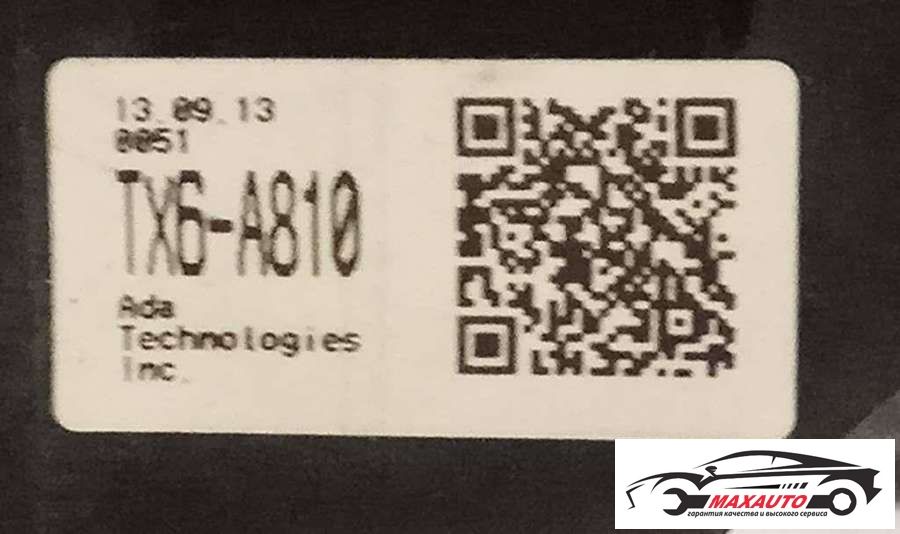 13.09.13
0051
TX6-A810
Ada
Technologies
Inc.
MAXAUTO
гарантия качества и высокого сервиса